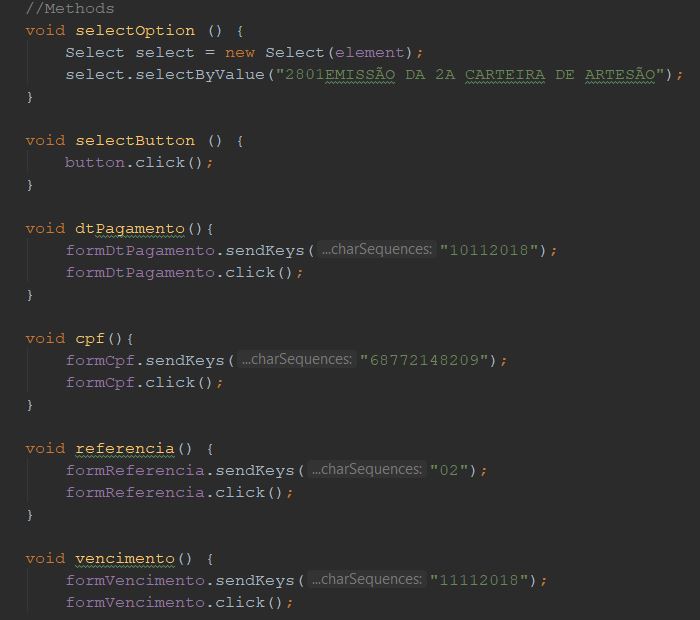 //Methods
void selectOption () {
Select select = new Select(element);
select.selectByValue("2801EMISSÃO DA 2A CARTEIRA DE ARTESÃO");
}
void selectButton () {
button.click();
}
void dtPagamento(){
formDtPagamento.sendKeys( ...charSequences: "10112018");
formDtPagamento.click();
}
void cpf(){
formCpf.sendKeys( ...charSequences: "68772148209");
formCpf.click();
}
void referencia() {
formReferencia.sendKeys( ...charSequences: "02");
formReferencia.click();
}
void vencimento() {
formVencimento.sendKeys( ...charSequences: "11112018");
formVencimento.click();